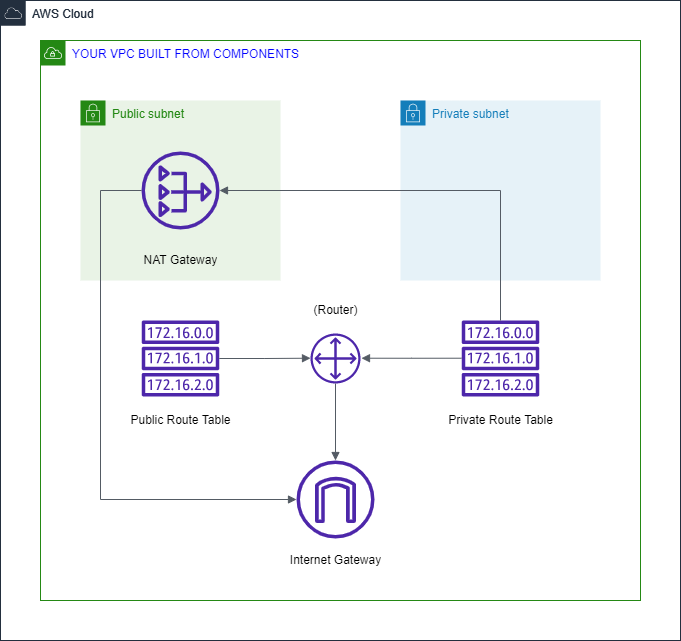 AWS Cloud
YOUR VPC BUILT FROM COMPONENTS
Public subnet
Private subnet
NAT Gateway
(Router)
172.16.0.0
172.16.1.0
172.16.2.0
Public Route Table
172.16.0.0
172.16.1.0
172.16.2.0
Private Route Table
Internet Gateway